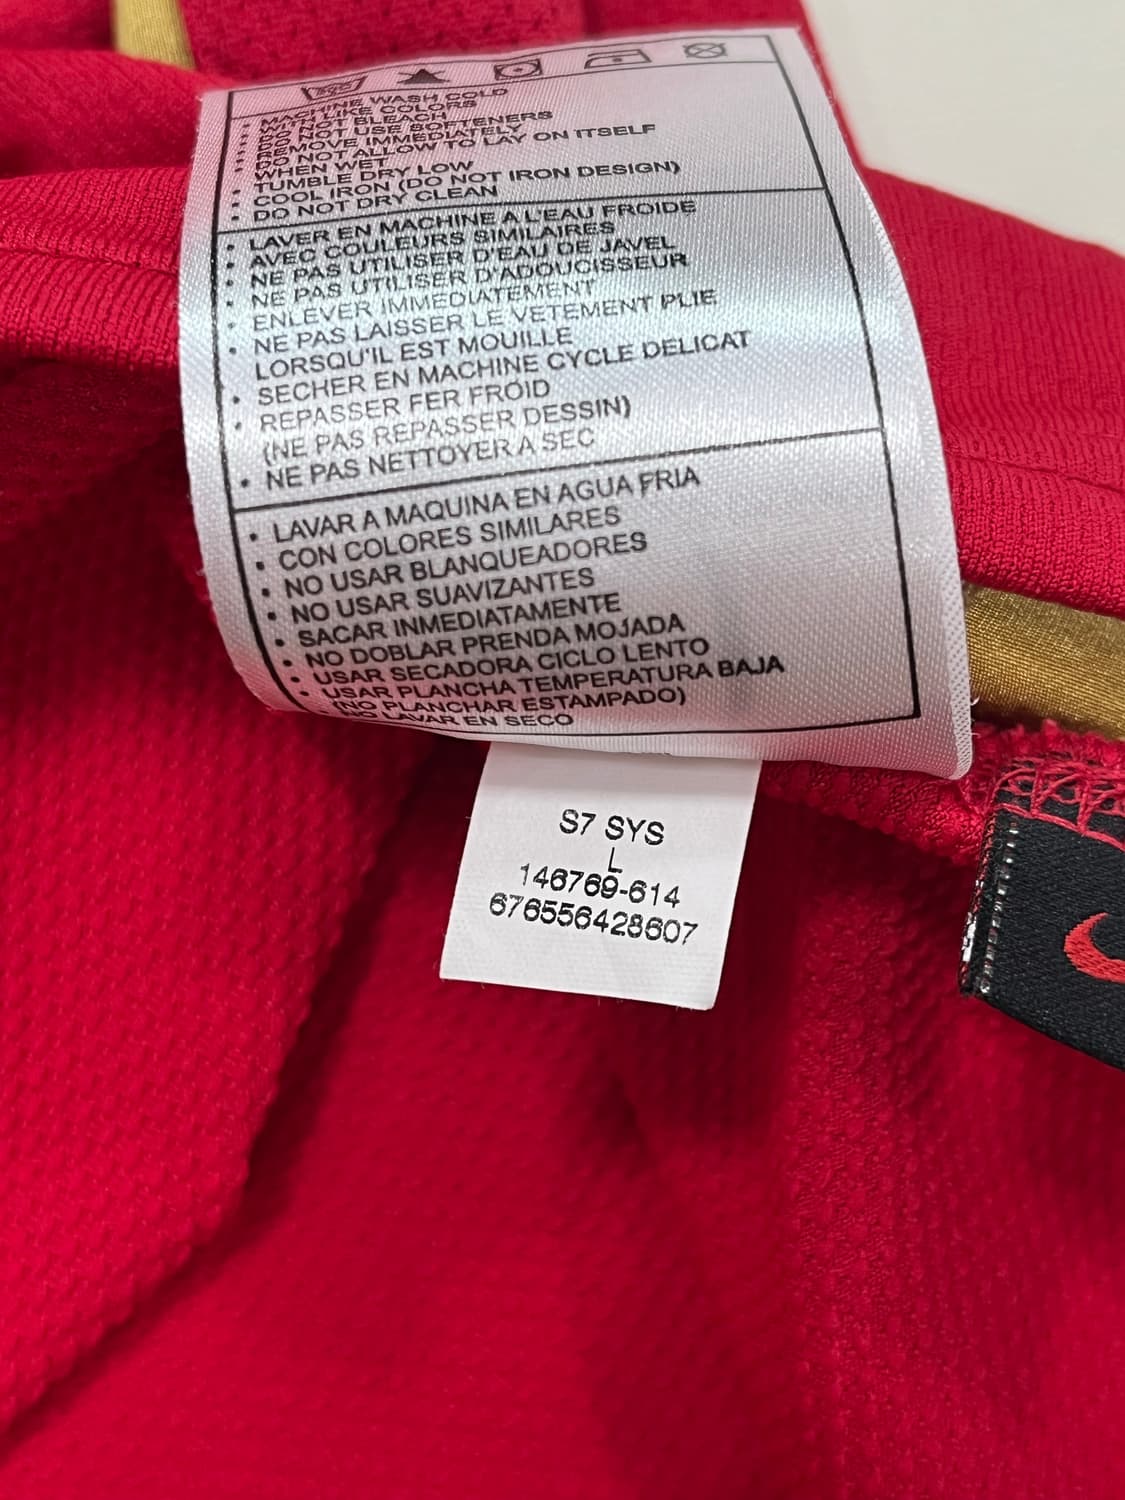 • MACHINE WASH COLD
• WITH LIKE COLORS
• DO NOT BLEACH
• DO NOT USE SOFTENERS
• REMOVE IMMEDIATELY
• DO NOT ALLOW TO LAY ON ITSELF
WHEN WET
• TUMBLE DRY LOW
• COOL IRON (DO NOT IRON DESIGN)
• DO NOT DRY CLEAN
• LAVER EN MACHINE A L'EAU FROIDE
• AVEC COULEURS SIMILAIRES
• NE PAS UTILISER D'EAU DE JAVEL
• NE PAS UTILISER D'ADOUCISSEUR
• ENLEVER IMMEDIATEMENT
• NE PAS LAISSER LE VETEMENT PLIE
LORSQU'IL EST MOUILLE
• SECHER EN MACHINE CYCLE DELICAT
• REPASSER FER FROID
(NE PAS REPASSER DESSIN)
• NE PAS NETTOYER A SEC
• LAVAR A MAQUINA EN AGUA FRIA
• CON COLORES SIMILARES
• NO USAR BLANQUEADORES
• NO USAR SUAVIZANTES
• SACAR INMEDIATAMENTE
• NO DOBLAR PRENDA MOJADA
• USAR SECADORA CICLO LENTO
• USAR PLANCHA TEMPERATURA BAJA
(NO PLANCHAR ESTAMPADO)
NO LAVAR EN SECO
S7 SYS
L
146769-614
676556428607